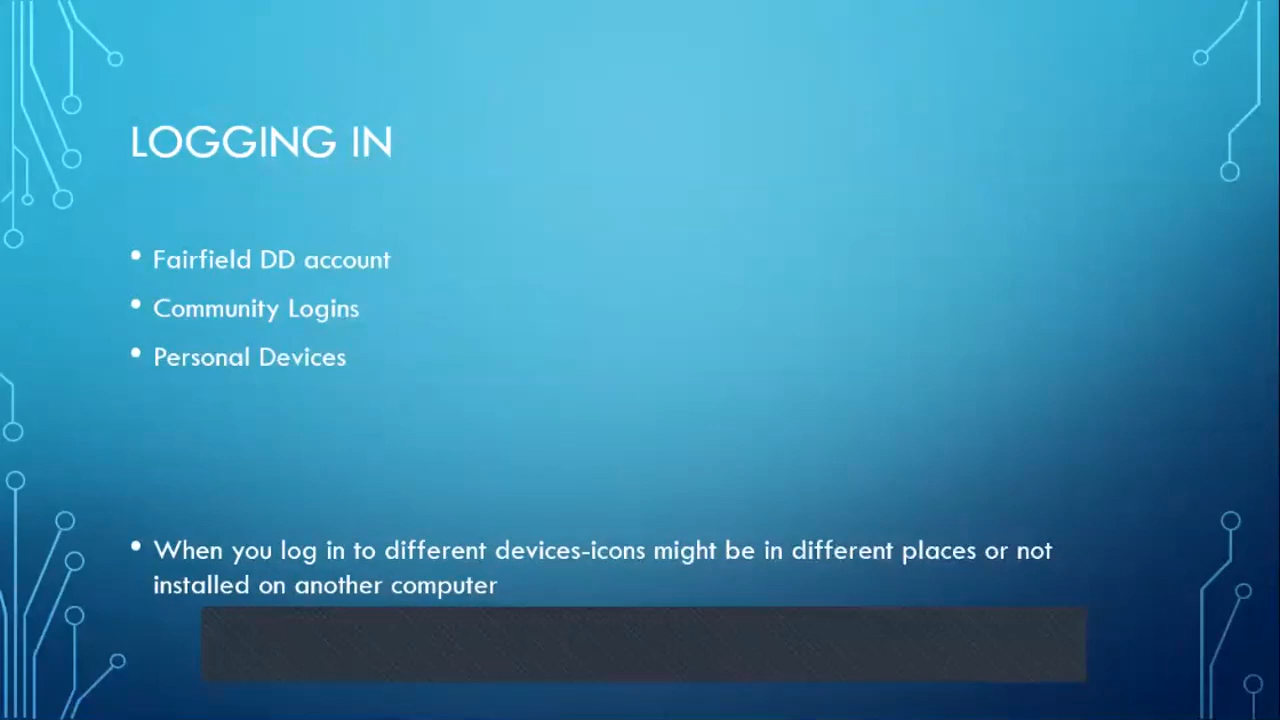 LOGGING IN
• Fairfield DD account
• Community Logins
• Personal Devices
• When you log in to different devices-icons might be in different places or not
installed on another computer